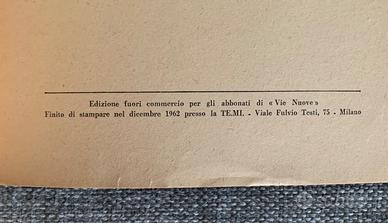 Edizione fuori commercio per gli abbonati di « Vie Nuove »
Finito di stampare nel dicembre 1962 presso la TE.MI. - Viale Fulvio Testi, 75 - Milano